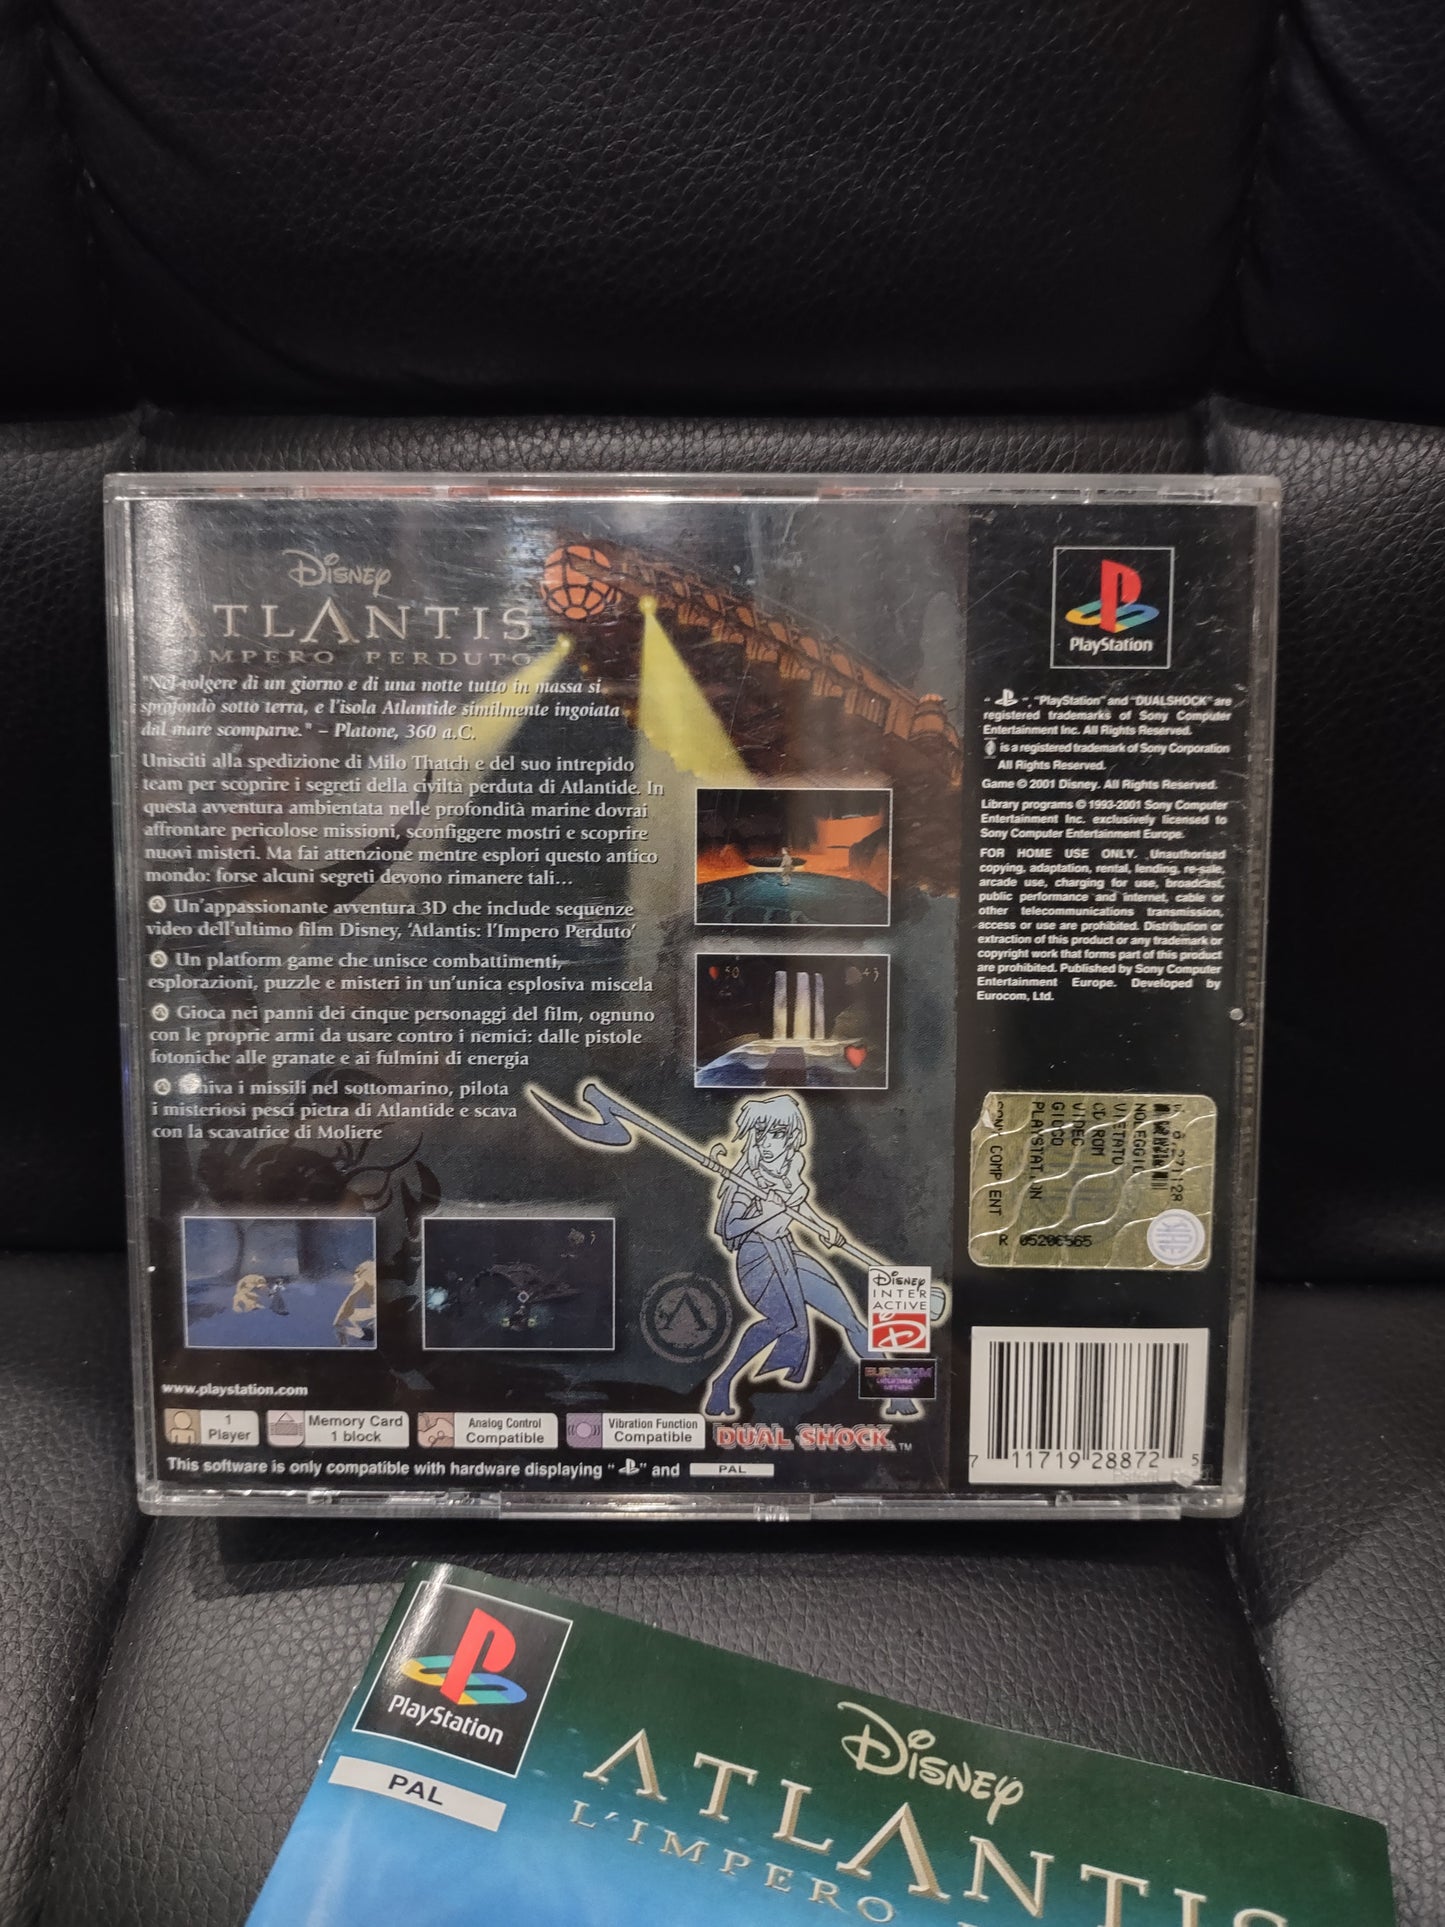 Disney
ATLANTIS
IMPERO PERDUTO
"Nel volgere di un giorno e di una notte tutto in massa si
sprofondò sotto terra, e l'isola Atlantide similmente ingoiata
dal mare scomparve." – Platone, 360 a.C.
Unisciti alla spedizione di Milo Thatch e del suo intrepido
team per scoprire i segreti della civiltà perduta di Atlantide. In
questa avventura ambientata nelle profondità marine dovrai
affrontare pericolose missioni, sconfiggere mostri e scoprire
nuovi misteri. Ma fai attenzione mentre esplori questo antico
mondo: forse alcuni segreti devono rimanere tali...
Un'appassionante avventura 3D che include sequenze
video dell'ultimo film Disney, 'Atlantis: l'Impero Perduto'
Un platform game che unisce combattimenti,
esplorazioni, puzzle e misteri in un'unica esplosiva miscela
Gioca nei panni dei cinque personaggi del film, ognuno
con le proprie armi da usare contro i nemici: dalle pistole
fotoniche alle granate e ai fulmini di energia
i missili nel sottomarino, pilota
i misteriosi pesci pietra di Atlantide e scava
con la scavatrice di Moliere
50
43
3
Disney
INTER
ACTIVE
D
EUROCOM
www.playstation.com
1
Player
Memory Card
1 block
Analog Control
Compatible
Vibration Function
Compatible
DUAL SHOCK™
This software is only compatible with hardware displaying " " and PAL
PlayStation
" ", "PlayStation" and "DUALSHOCK" are
registered trademarks of Sony Computer
Entertainment Inc. All Rights Reserved.
is a registered trademark of Sony Corporation
All Rights Reserved.
Game © 2001 Disney. All Rights Reserved.
Library programs © 1993-2001 Sony Computer
Entertainment Inc. exclusively licensed to
Sony Computer Entertainment Europe.
FOR HOME USE ONLY. Unauthorised
copying, adaptation, rental, lending, re-sale,
arcade use, charging for use, broadcast,
public performance and internet, cable or
other telecommunications transmission,
access or use are prohibited. Distribution or
extraction of this product or any trademark or
copyright work that forms part of this product
are prohibited. Published by Sony Computer
Entertainment Europe. Developed by
Eurocom, Ltd.
NOLEGGIO
VIETATO
CD ROM
VIDEO
GIOCO
PLAYSTAT
COMP ENT
R 05206565
SIAE
7 11719 28872 5
PlayStation
PAL
Disney
ATLANTIS
L'IMPERO